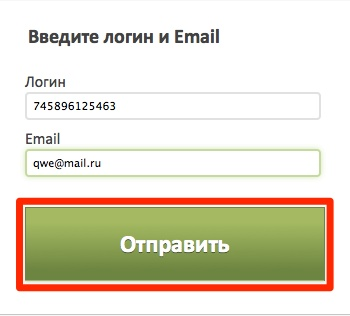 Введите логин и Email
Логин
745896125463
Email
qwe@mail.ru
Отправить